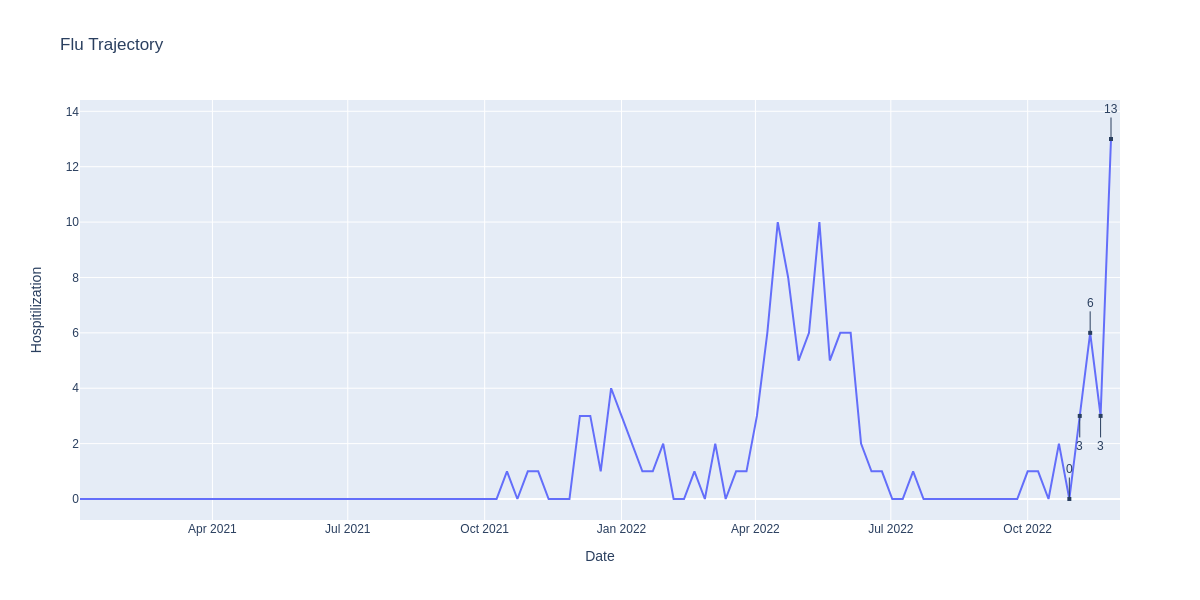 Flu Trajectory
14
12
10
8
6
4
2
0
Hospitilization
13
6
3
3
0
Apr 2021
Jul 2021
Oct 2021
Jan 2022
Apr 2022
Jul 2022
Oct 2022
Date